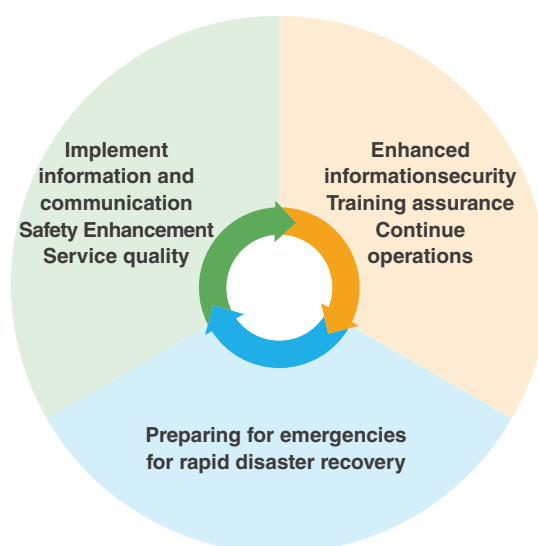 Implement
information and
communication
Safety Enhancement
Service quality
Enhanced
informationsecurity
Training assurance
Continue
operations
Preparing for emergencies
for rapid disaster recovery